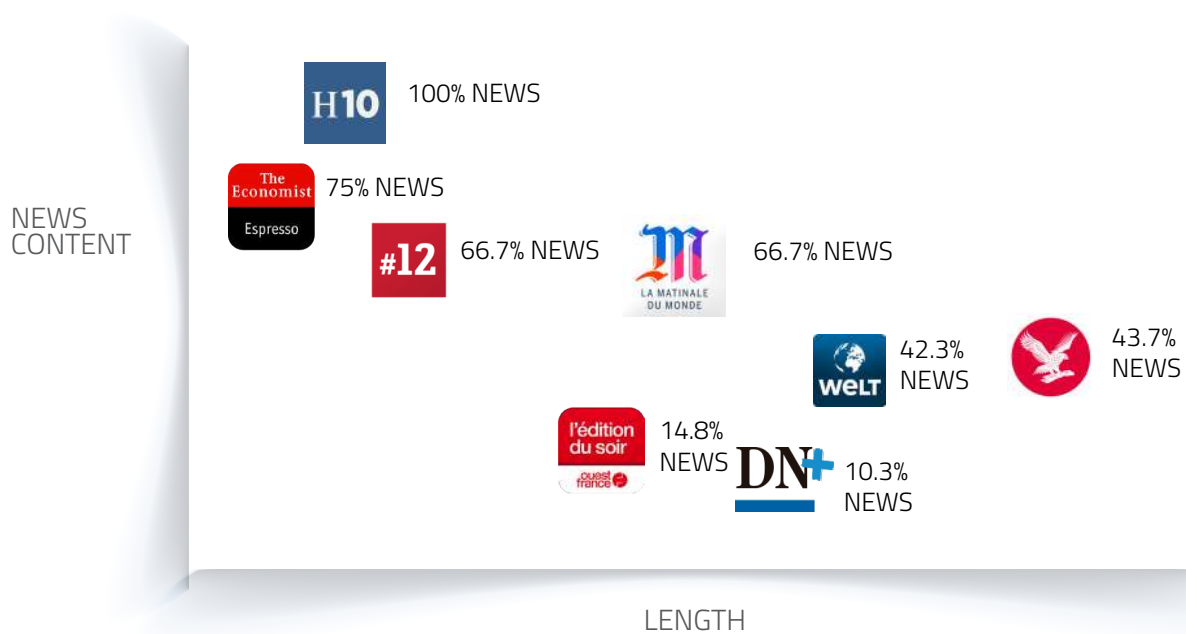 H10
100% NEWS
The
Economist
Espresso
75% NEWS
NEWS
CONTENT
#12
66.7% NEWS
M
LA MATINALE
DU MONDE
66.7% NEWS
WELT
42.3%
NEWS
43.7%
NEWS
l'édition
du soir
ouest
france
14.8%
NEWS
DN+
10.3%
NEWS
LENGTH